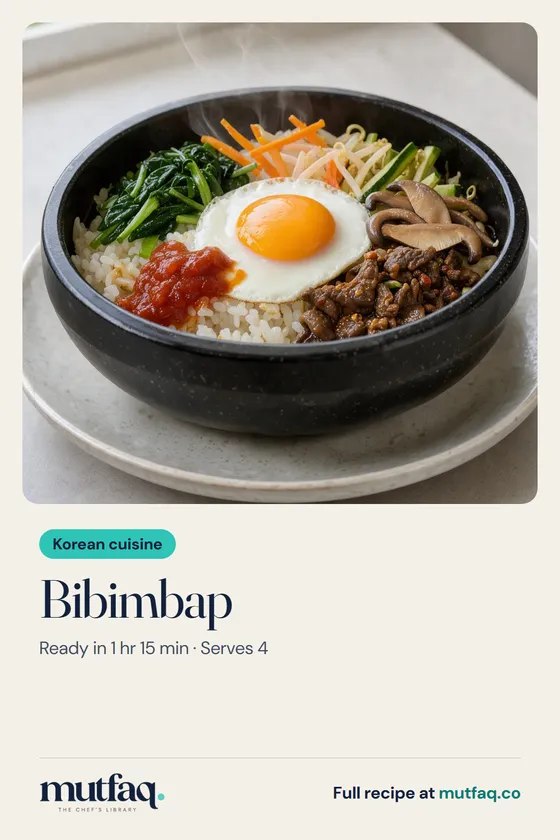 Korean cuisine
Bibimbap
Ready in 1 hr 15 min · Serves 4
mutfaq.
THE CHEF'S LIBRARY
Full recipe at mutfaq.co